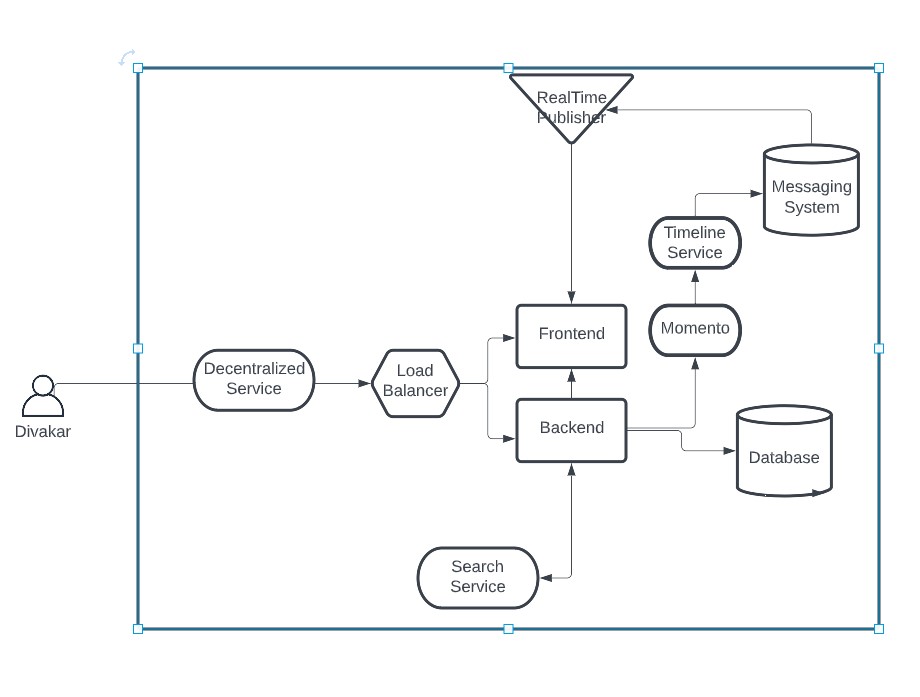 RealTime
Publisher
Messaging
System
Timeline
Service
Frontend
Momento
Decentralized
Service
Load
Balancer
Divakar
Backend
Database
Search
Service